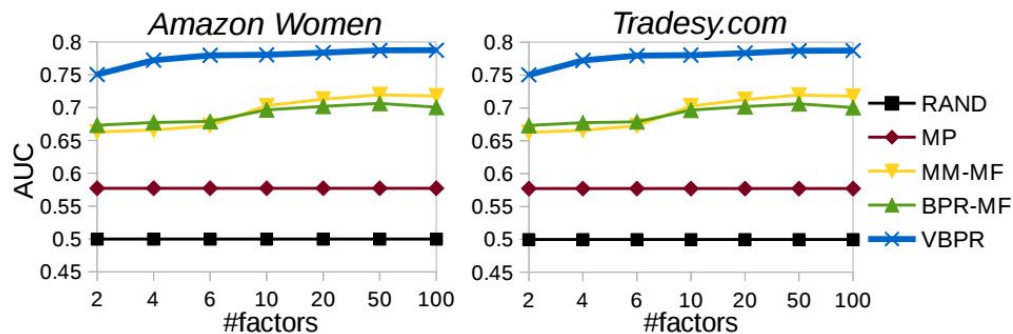 Amazon Women
Tradesy.com
AUC
0.8
0.75
0.7
0.65
0.6
0.55
0.5
0.45
2 4 6 10 20 50 100
#factors
0.8
0.75
0.7
0.65
0.6
0.55
0.5
0.45
2 4 6 10 20 50 100
#factors
RAND
MP
MM-MF
BPR-MF
VBPR